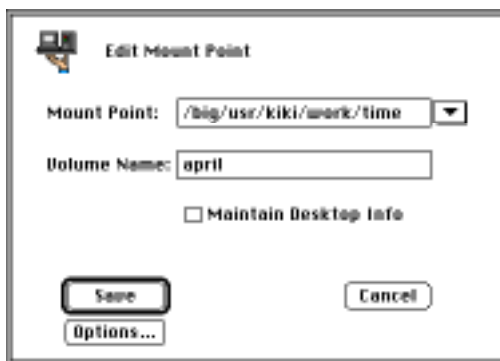 Edit Mount Point
Mount Point: /big/usr/kiki/work/time
Volume Name: april
Maintain Desktop Info
Save Cancel
Options...